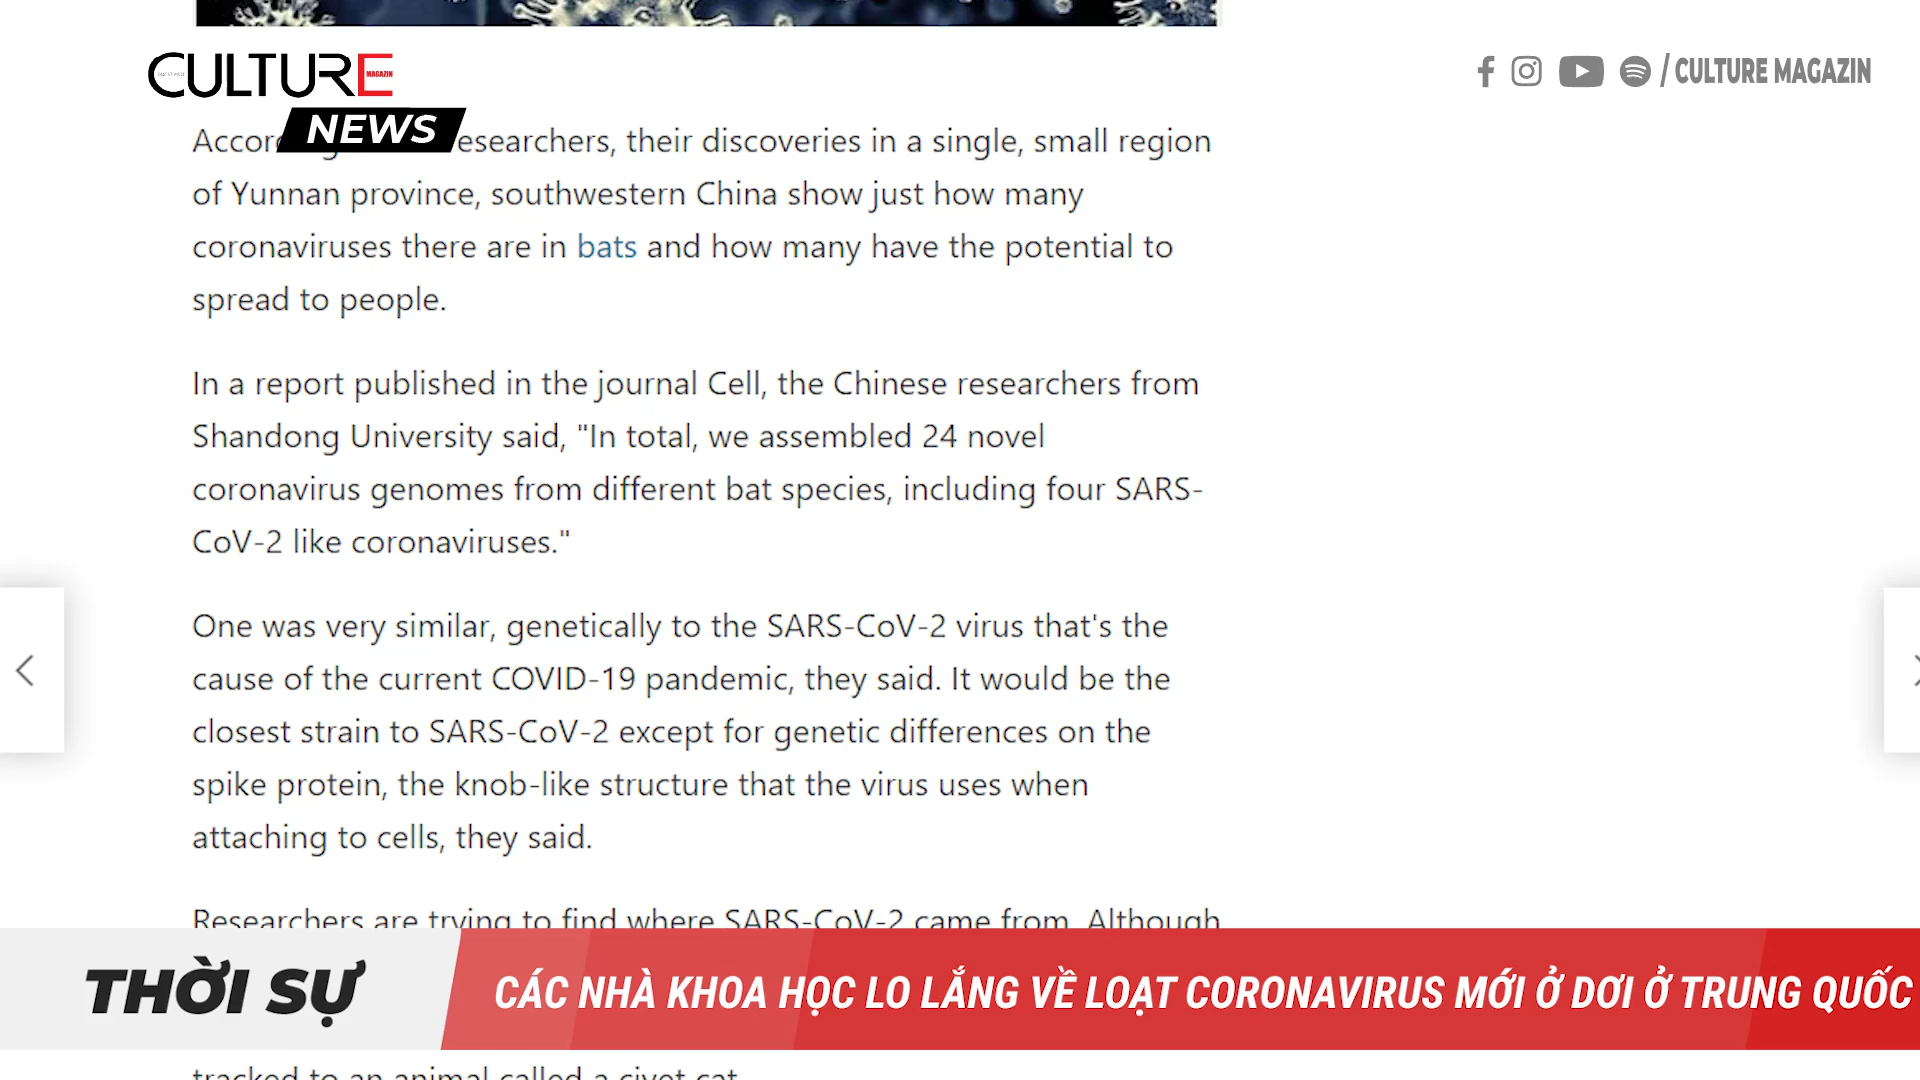 CULTURE
MAGAZIN
NEWS
/ CULTURE MAGAZIN
researchers, their discoveries in a single, small region
of Yunnan province, southwestern China show just how many
coronaviruses there are in bats and how many have the potential to
spread to people.
In a report published in the journal Cell, the Chinese researchers from
Shandong University said, "In total, we assembled 24 novel
coronavirus genomes from different bat species, including four SARS-
CoV-2 like coronaviruses."
One was very similar, genetically to the SARS-CoV-2 virus that's the
cause of the current COVID-19 pandemic, they said. It would be the
closest strain to SARS-CoV-2 except for genetic differences on the
spike protein, the knob-like structure that the virus uses when
attaching to cells, they said.
Researchers are trying to find where SARS-CoV-2 came from. Although
THỜI SỰ
CÁC NHÀ KHOA HỌC LO LẮNG VỀ LOẠT CORONAVIRUS MỚI Ở DƠI Ở TRUNG QUỐC
tracked to an animal called a civet cat.